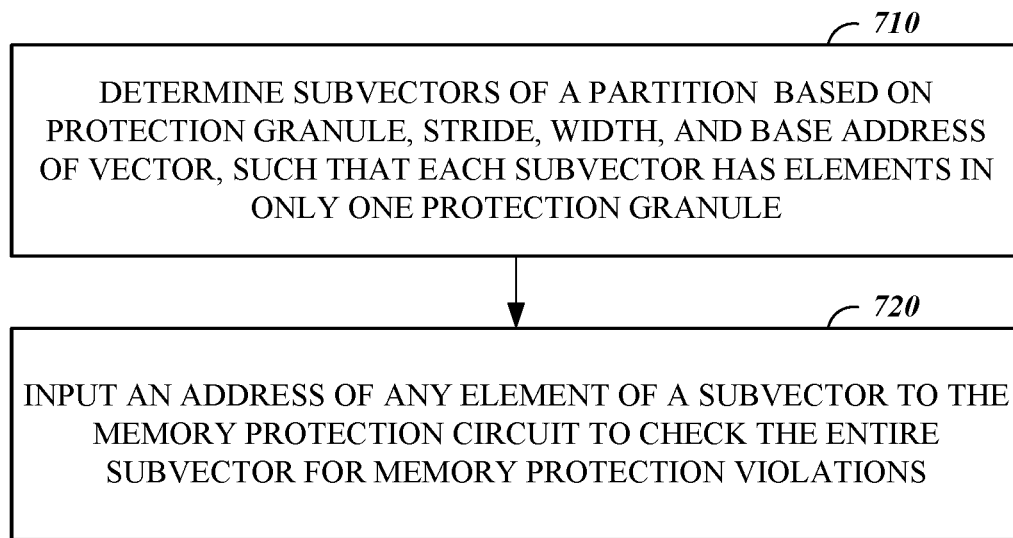 710
DETERMINE SUBVECTORS OF A PARTITION BASED ON
PROTECTION GRANULE, STRIDE, WIDTH, AND BASE ADDRESS
OF VECTOR, SUCH THAT EACH SUBVECTOR HAS ELEMENTS IN
ONLY ONE PROTECTION GRANULE
720
INPUT AN ADDRESS OF ANY ELEMENT OF A SUBVECTOR TO THE
MEMORY PROTECTION CIRCUIT TO CHECK THE ENTIRE
SUBVECTOR FOR MEMORY PROTECTION VIOLATIONS